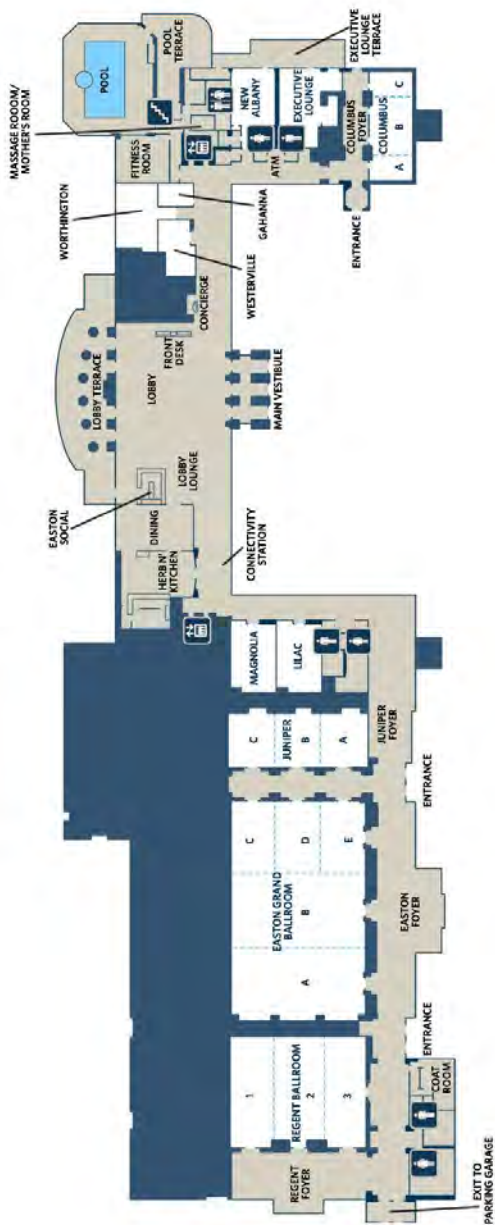 MASSAGE ROOOM/
MOTHER'S ROOM
POOL
POOL
TERRACE
EXECUTIVE
LOUNGE
TERRACE
WORTHINGTON
FITNESS
ROOM
NEW
ALBANY
EXECUTIVE
LOUNGE
COLUMBUS
FOYER
COLUMBUS
A
B
C
ATM
GAHANNA
ENTRANCE
WESTERVILLE
CONCIERGE
FRONT
DESK
LOBBY TERRACE
LOBBY
MAIN VESTIBULE
EASTON
SOCIAL
LOBBY
LOUNGE
DINING
HERB N'
KITCHEN
CONNECTIVITY
STATION
MAGNOLIA
LILAC
JUNIPER
C
B
A
JUNIPER
FOYER
ENTRANCE
EASTON GRAND
BALLROOM
C
D
E
B
A
EASTON
FOYER
ENTRANCE
REGENT BALLROOM
1
2
3
REGENT
FOYER
COAT
ROOM
EXIT TO
PARKING GARAGE